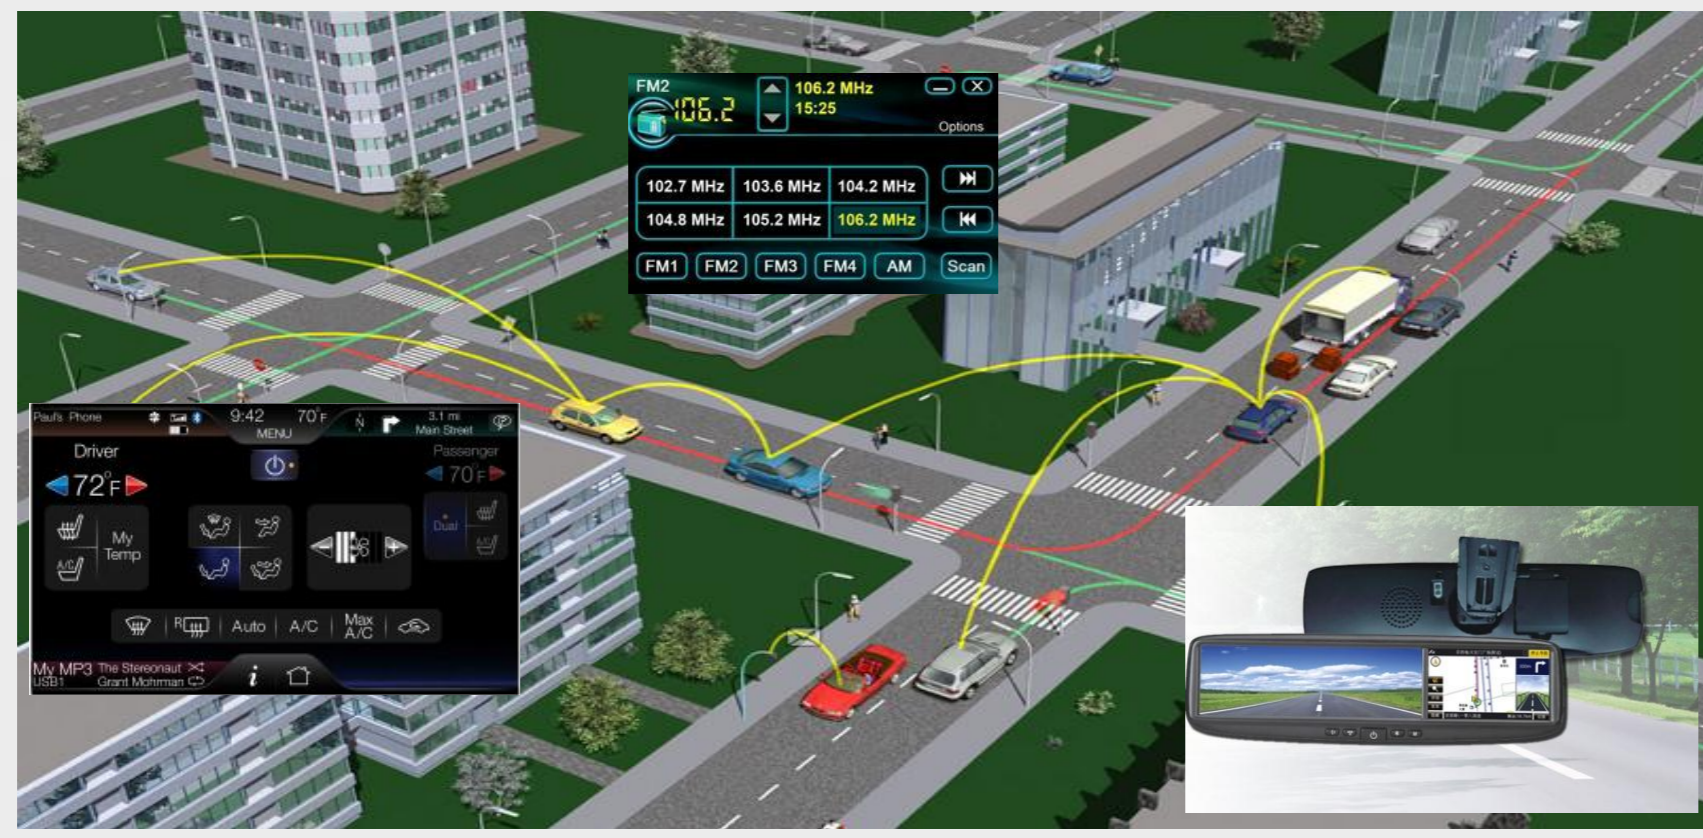 FM2
106.2
106.2 MHz
15:25
Options
102.7 MHz 103.6 MHz 104.2 MHz
104.8 MHz 105.2 MHz 106.2 MHz
FM1 FM2 FM3 FM4 AM Scan
Paul's Phone 9:42 70°F N 3.1 mi
MENU Main Street
Driver Passenger
72°F 70°F
My Temp
Dual
A/C A/C
R Auto A/C Max A/C
My MP3 The Stereonaut
USB1 Grant Mohrman
i